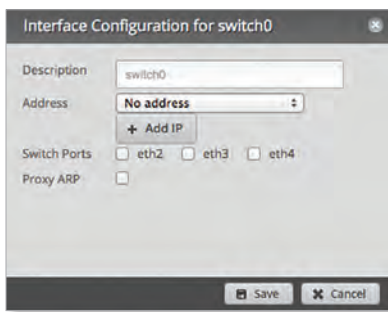 Interface Configuration for switch0
Description switch0
Address No address
+ Add IP
Switch Ports eth2 eth3 eth4
Proxy ARP
Save Cancel